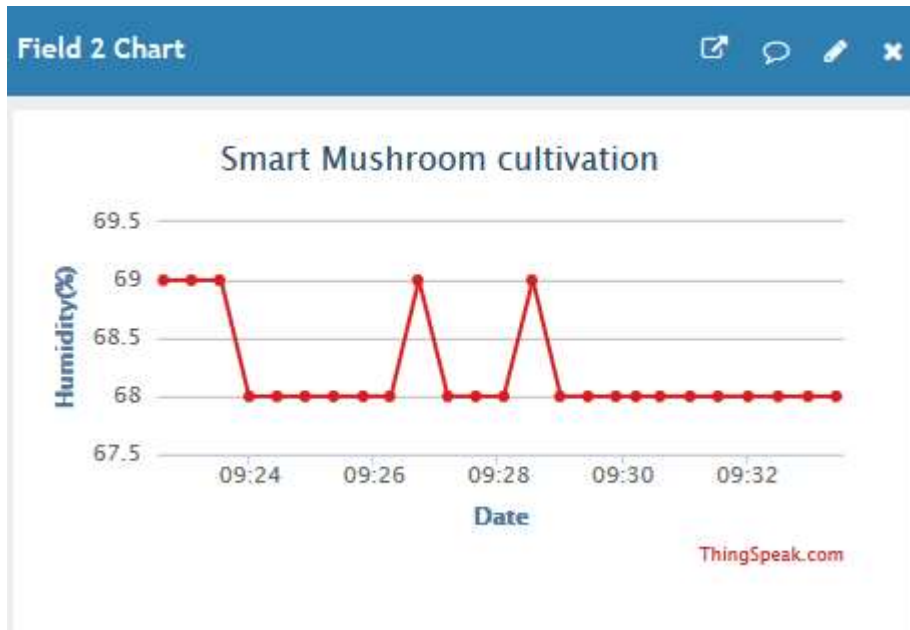 Field 2 Chart
Smart Mushroom cultivation
69.5
69
68.5
68
67.5
Humidity(%)
09:24 09:26 09:28 09:30 09:32
Date
ThingSpeak.com